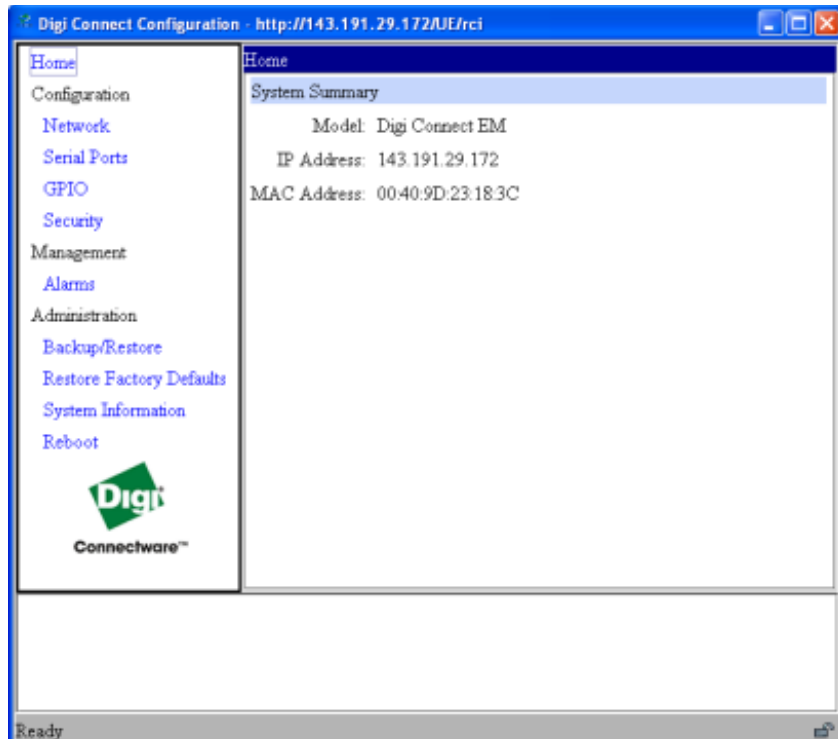 Digi Connect Configuration - http://143.191.29.172/UE/rci
Home
Configuration
Network
Serial Ports
GPIO
Security
Management
Alarms
Administration
Backup/Restore
Restore Factory Defaults
System Information
Reboot
Digi
Connectware™
Home
System Summary
Model: Digi Connect EM
IP Address: 143.191.29.172
MAC Address: 00:40:9D:23:18:3C
Ready